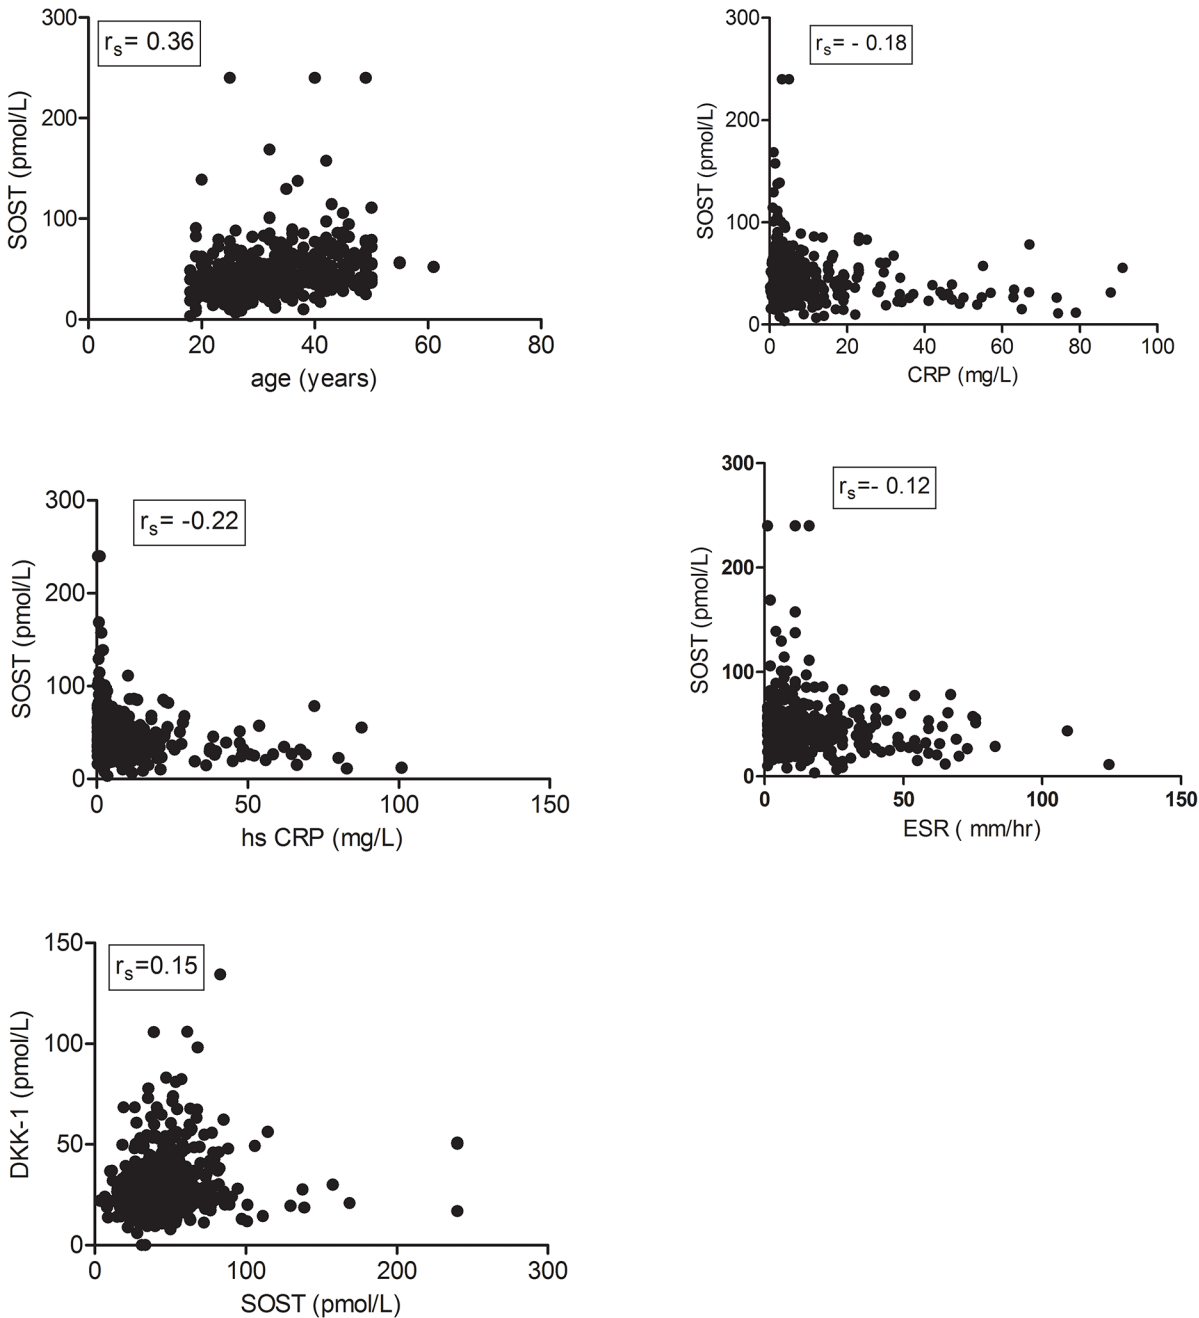 rs= 0.36
SOST (pmol/L)
300
200
100
0
0 20 40 60 80
age (years)
rs= - 0.18
SOST (pmol/L)
300
200
100
0
0 20 40 60 80 100
CRP (mg/L)
rs= -0.22
SOST (pmol/L)
300
200
100
0
0 50 100 150
hs CRP (mg/L)
rs=- 0.12
SOST (pmol/L)
300
200
100
0
0 50 100 150
ESR ( mm/hr)
rs=0.15
DKK-1 (pmol/L)
150
100
50
0
0 100 200 300
SOST (pmol/L)